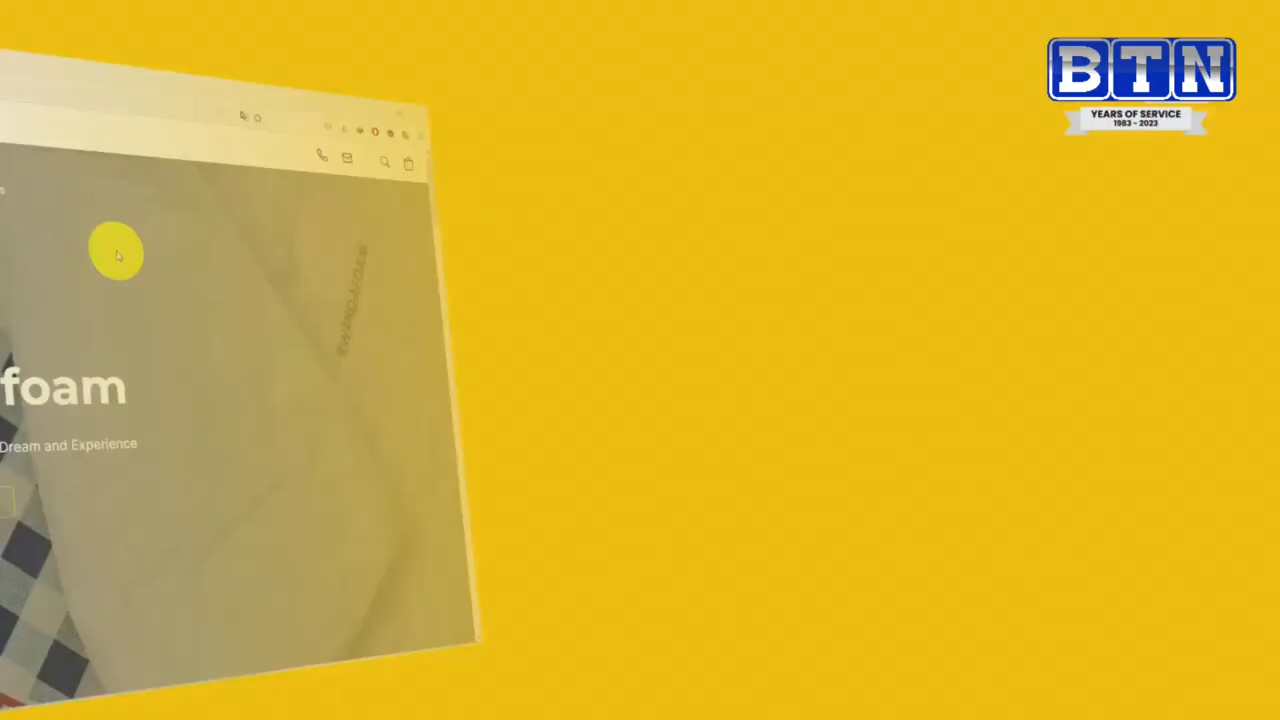 BTN
YEARS OF SERVICE
1983 - 2023
s
foam
Dream and Experience